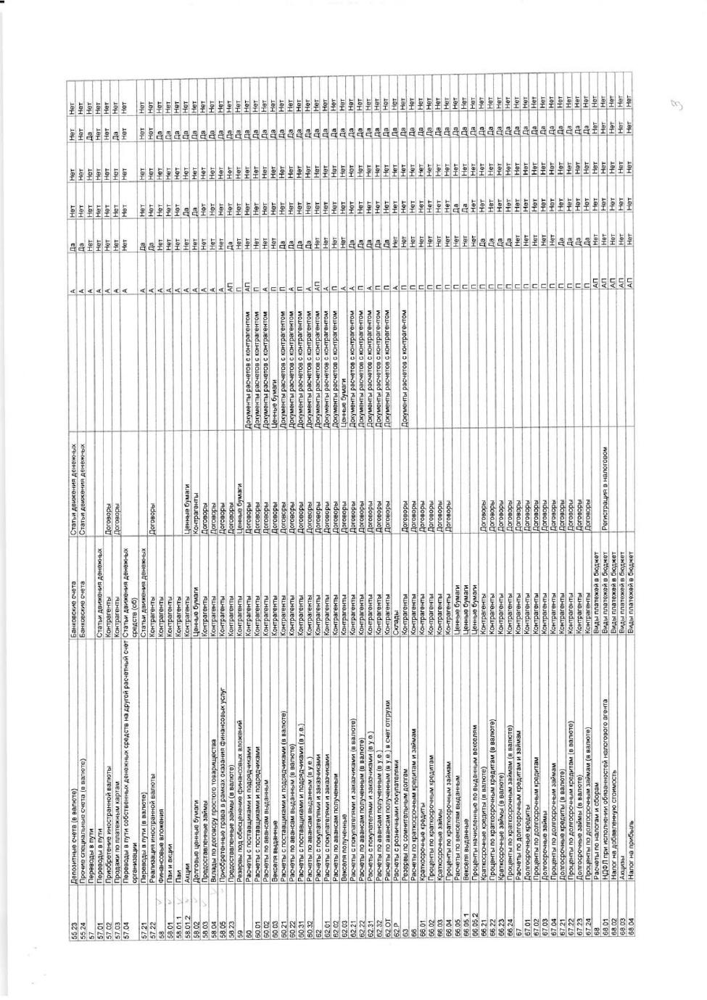 55.23 Депозитные счета (в валюте) Банковские счета Статьи движения денежных А Да Нет Нет Нет Нет
55.24 Прочие специальные счета (в валюте) Банковские счета Статьи движения денежных А Да Нет Нет Нет Нет
57 Переводы в пути А Нет Нет Нет Да Нет
57.01 Переводы в пути Статьи движения денежных А Нет Нет Нет Нет Нет
57.02 Приобретение иностранной валюты Контрагенты Договоры А Нет Нет Нет Нет Нет
57.03 Продажи по платежным картам Контрагенты Договоры А Нет Нет Нет Да Нет
57.04 Переводы в пути собственных денежных средств на другой расчетный счет Статьи движения денежных А Нет Нет Нет Нет Нет
организации средств (об)
57.21 Переводы в пути (в валюте) Статьи движения денежных А Да Нет Нет Нет Нет
57.22 Реализация иностранной валюты Контрагенты Договоры А Да Нет Нет Нет Нет
58 Финансовые вложения Контрагенты А Нет Нет Нет Да Нет
58.01 Паи и акции Контрагенты А Нет Нет Нет Да Нет
58.01.1 Паи Контрагенты А Нет Нет Нет Да Нет
58.01.2 Акции Контрагенты Ценные бумаги А Нет Да Нет Да Нет
58.02 Долговые ценные бумаги Ценные бумаги Контрагенты А Нет Да Нет Да Нет
58.03 Предоставленные займы Контрагенты Договоры А Нет Нет Нет Да Нет
58.04 Вклады по договору простого товарищества Контрагенты Договоры А Нет Нет Нет Да Нет
58.05 Приобретенные права в рамках оказания финансовых услуг Контрагенты Договоры А Нет Нет Нет Да Нет
58.23 Предоставленные займы (в валюте) Контрагенты Договоры АП Да Нет Нет Да Нет
59 Резервы под обесценение финансовых вложений Контрагенты Ценные бумаги П Нет Нет Нет Да Нет
60 Расчеты с поставщиками и подрядчиками Контрагенты Договоры Документы расчетов с контрагентом АП Нет Нет Нет Да Нет
60.01 Расчеты с поставщиками и подрядчиками Контрагенты Договоры Документы расчетов с контрагентом П Нет Нет Нет Да Нет
60.02 Расчеты по авансам выданным Контрагенты Договоры Документы расчетов с контрагентом А Нет Нет Нет Да Нет
60.03 Векселя выданные Контрагенты Договоры Ценные бумаги П Нет Нет Нет Да Нет
60.21 Расчеты с поставщиками и подрядчиками (в валюте) Контрагенты Договоры Документы расчетов с контрагентом П Да Нет Нет Да Нет
60.22 Расчеты по авансам выданным (в валюте) Контрагенты Договоры Документы расчетов с контрагентом А Да Нет Нет Да Нет
60.31 Расчеты с поставщиками и подрядчиками (в у.е.) Контрагенты Договоры Документы расчетов с контрагентом П Да Нет Нет Да Нет
60.32 Расчеты по авансам выданным (в у.е.) Контрагенты Договоры Документы расчетов с контрагентом А Да Нет Нет Да Нет
62 Расчеты с покупателями и заказчиками Контрагенты Договоры Документы расчетов с контрагентом АП Нет Нет Нет Да Нет
62.01 Расчеты с покупателями и заказчиками Контрагенты Договоры Документы расчетов с контрагентом А Нет Нет Нет Да Нет
62.02 Расчеты по авансам полученным Контрагенты Договоры Документы расчетов с контрагентом П Нет Нет Нет Да Нет
62.03 Векселя полученные Контрагенты Договоры Ценные бумаги А Нет Нет Нет Да Нет
62.21 Расчеты с покупателями и заказчиками (в валюте) Контрагенты Договоры Документы расчетов с контрагентом А Да Нет Нет Да Нет
62.22 Расчеты по авансам полученным (в валюте) Контрагенты Договоры Документы расчетов с контрагентом П Да Нет Нет Да Нет
62.31 Расчеты с покупателями и заказчиками (в у.е.) Контрагенты Договоры Документы расчетов с контрагентом А Да Нет Нет Да Нет
62.32 Расчеты по авансам полученным (в у.е.) Контрагенты Договоры Документы расчетов с контрагентом П Да Нет Нет Да Нет
62.ОТ Расчеты по авансам полученным (в у.е.) в счет отгрузки Контрагенты Договоры Документы расчетов с контрагентом П Да Нет Нет Да Нет
62.Р Расчеты с розничными покупателями Склады А Нет Нет Нет Да Нет
63 Резервы по сомнительным долгам Контрагенты Договоры Документы расчетов с контрагентом П Нет Нет Нет Да Нет
66 Расчеты по краткосрочным кредитам и займам Контрагенты Договоры П Нет Нет Нет Да Нет
66.01 Краткосрочные кредиты Контрагенты Договоры П Нет Нет Нет Да Нет
66.02 Проценты по краткосрочным кредитам Контрагенты Договоры П Нет Нет Нет Да Нет
66.03 Краткосрочные займы Контрагенты Договоры П Нет Нет Нет Да Нет
66.04 Проценты по краткосрочным займам Контрагенты Договоры П Нет Нет Нет Да Нет
66.05 Расчеты по векселям выданным Ценные бумаги П Нет Да Нет Да Нет
66.05.1 Векселя выданные Ценные бумаги П Нет Да Нет Да Нет
66.05.2 Проценты начисленные по выданным векселям Ценные бумаги П Нет Нет Нет Да Нет
66.21 Краткосрочные кредиты (в валюте) Контрагенты Договоры П Да Нет Нет Да Нет
66.22 Проценты по краткосрочным кредитам (в валюте) Контрагенты Договоры П Да Нет Нет Да Нет
66.23 Краткосрочные займы (в валюте) Контрагенты Договоры П Да Нет Нет Да Нет
66.24 Проценты по краткосрочным займам (в валюте) Контрагенты Договоры П Да Нет Нет Да Нет
67 Расчеты по долгосрочным кредитам и займам Контрагенты Договоры П Нет Нет Нет Да Нет
67.01 Долгосрочные кредиты Контрагенты Договоры П Нет Нет Нет Да Нет
67.02 Проценты по долгосрочным кредитам Контрагенты Договоры П Нет Нет Нет Да Нет
67.03 Долгосрочные займы Контрагенты Договоры П Нет Нет Нет Да Нет
67.04 Проценты по долгосрочным займам Контрагенты Договоры П Нет Нет Нет Да Нет
67.21 Долгосрочные кредиты (в валюте) Контрагенты Договоры П Да Нет Нет Да Нет
67.22 Проценты по долгосрочным кредитам (в валюте) Контрагенты Договоры П Да Нет Нет Да Нет
67.23 Долгосрочные займы (в валюте) Контрагенты Договоры П Да Нет Нет Да Нет
67.24 Проценты по долгосрочным займам (в валюте) Контрагенты Договоры П Да Нет Нет Да Нет
68 Расчеты по налогам и сборам Виды платежей в бюджет АП Нет Нет Нет Нет Нет
68.01 НДФЛ при исполнении обязанностей налогового агента Виды платежей в бюджет Регистрация в налоговом АП Нет Нет Нет Нет Нет
68.02 Налог на добавленную стоимость Виды платежей в бюджет АП Нет Нет Нет Нет Нет
68.03 Акцизы Виды платежей в бюджет АП Нет Нет Нет Нет Нет
68.04 Налог на прибыль Виды платежей в бюджет АП Нет Нет Нет Нет Нет